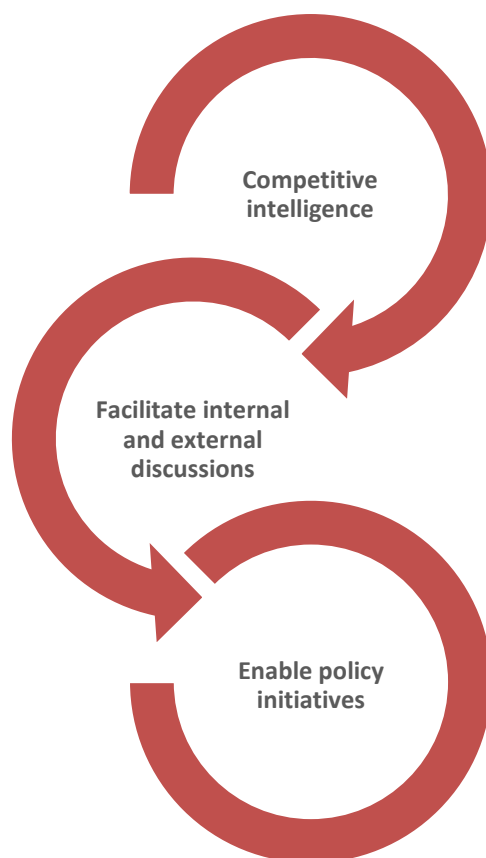 Competitive
intelligence
Facilitate internal
and external
discussions
Enable policy
initiatives